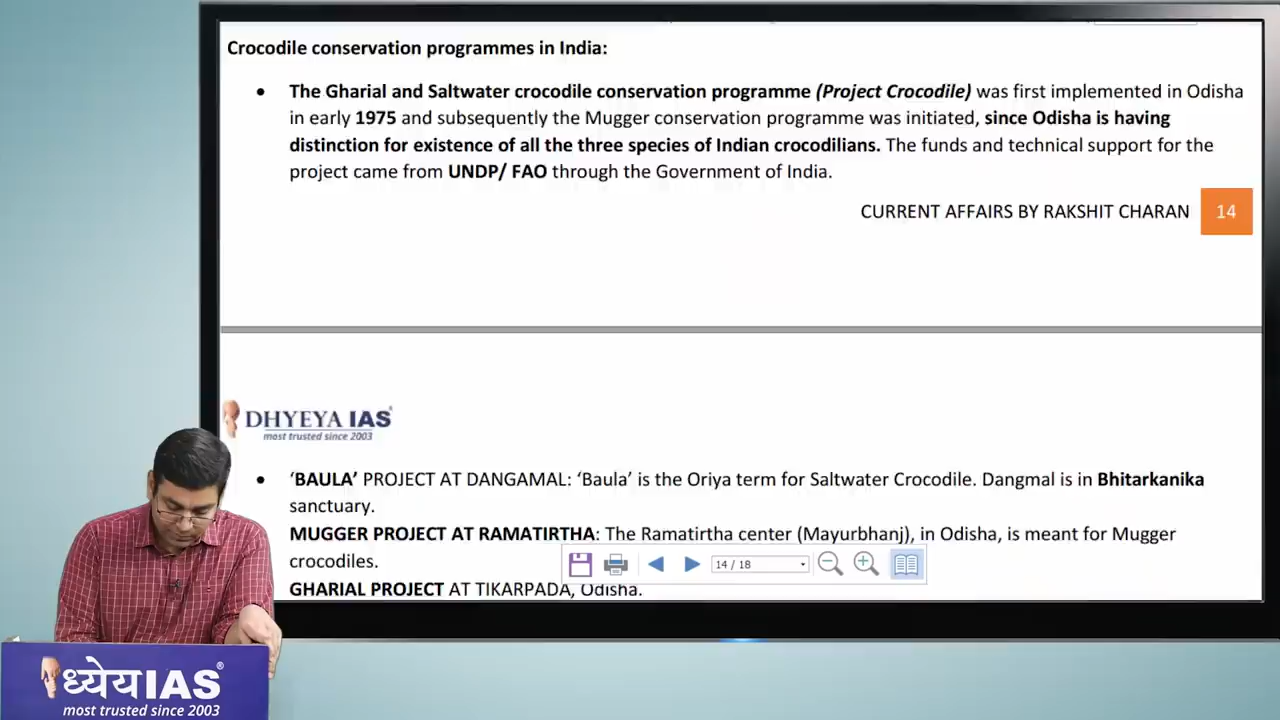 Crocodile conservation programmes in India:
• The Gharial and Saltwater crocodile conservation programme (Project Crocodile) was first implemented in Odisha
in early 1975 and subsequently the Mugger conservation programme was initiated, since Odisha is having
distinction for existence of all the three species of Indian crocodilians. The funds and technical support for the
project came from UNDP/ FAO through the Government of India.
CURRENT AFFAIRS BY RAKSHIT CHARAN 14
DHYEYA IAS®
most trusted since 2003
• ‘BAULA’ PROJECT AT DANGAMAL: ‘Baula’ is the Oriya term for Saltwater Crocodile. Dangmal is in Bhitarkanika
sanctuary.
MUGGER PROJECT AT RAMATIRTHA: The Ramatirtha center (Mayurbhanj), in Odisha, is meant for Mugger
crocodiles.
14 / 18
GHARIAL PROJECT AT TIKARPADA, Odisha.
ध्येय IAS®
most trusted since 2003